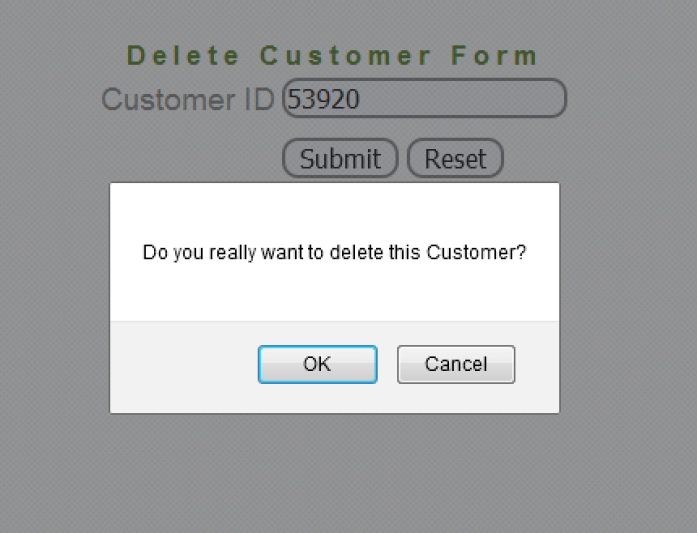 Delete Customer Form
Customer ID 53920
Submit Reset
Do you really want to delete this Customer?
OK Cancel